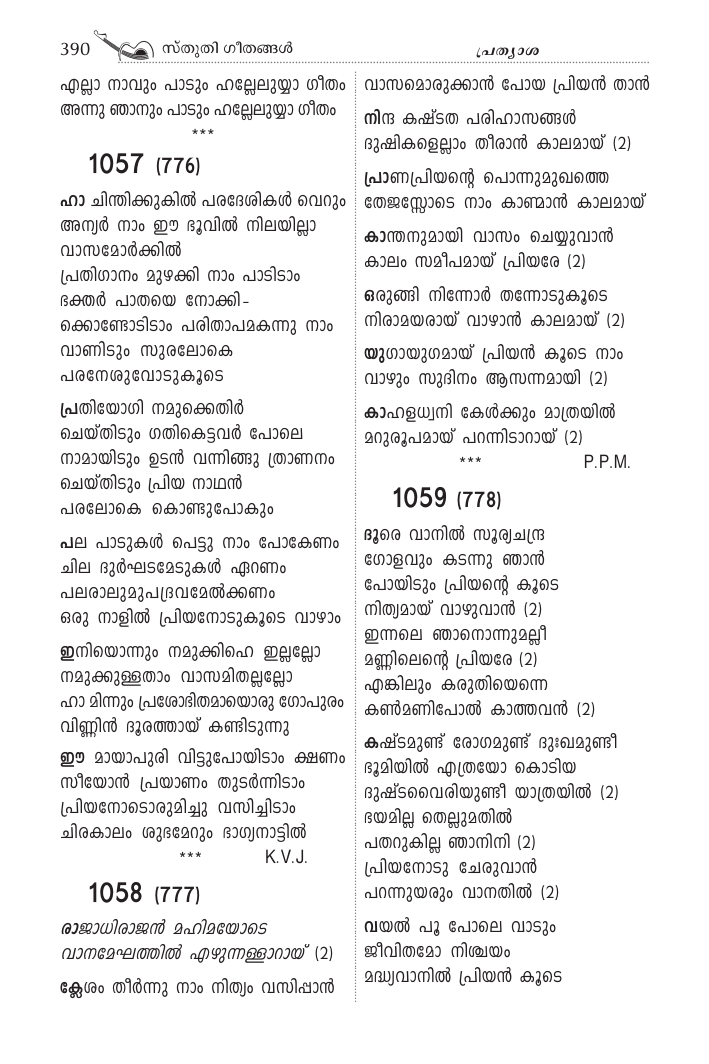 390 സ്തുതി ഗീതങ്ങൾ
പ്രത്യാശ
എല്ലാ നാവും പാടും ഹല്ലേലുയ്യാ ഗീതം
അന്നു ഞാനും പാടും ഹല്ലേലുയ്യാ ഗീതം
***
1057 (776)
ഹാ ചിന്തിക്കുകിൽ പരദേശികൾ വെറും
അന്യർ നാം ഈ ഭൂവിൽ നിലയില്ലാ
വാസമോർക്കിൽ
പ്രതിഗാനം മുഴക്കി നാം പാടിടാം
ഭക്തർ പാതയെ നോക്കി-
ക്കൊണ്ടോടിടാം പരിതാപമകന്നു നാം
വാണിടും സുരലോകെ
പരനേശുവോടുകൂടെ
പ്രതിയോഗി നമുക്കെതിർ
ചെയ്തിടും ഗതികെട്ടവർ പോലെ
നാമായിടും ഉടൻ വന്നിങ്ങു ത്രാണനം
ചെയ്തിടും പ്രിയ നാഥൻ
പരലോകെ കൊണ്ടുപോകും
പല പാടുകൾ പെട്ടു നാം പോകേണം
ചില ദുർഘടമേടുകൾ ഏറണം
പലരാലുമുപദ്രവമേൽക്കണം
ഒരു നാളിൽ പ്രിയനോടുകൂടെ വാഴാം
ഇനിയൊന്നും നമുക്കിഹെ ഇല്ലല്ലോ
നമുക്കുള്ളതാം വാസമിതല്ലല്ലോ
ഹാ മിന്നും പ്രശോഭിതമായൊരു ഗോപുരം
വിണ്ണിൻ ദൂരത്തായ് കണ്ടിടുന്നു
ഈ മായാപുരി വിട്ടുപോയിടാം ക്ഷണം
സീയോൻ പ്രയാണം തുടർന്നിടാം
പ്രിയനോടൊരുമിച്ചു വസിച്ചിടാം
ചിരകാലം ശുഭമേറും ഭാഗ്യനാട്ടിൽ
*** K.V.J.
1058 (777)
രാജാധിരാജൻ മഹിമയോടെ
വാനമേഘത്തിൽ എഴുന്നള്ളാറായ് (2)
ക്ലേശം തീർന്നു നാം നിത്യം വസിപ്പാൻ
വാസമൊരുക്കാൻ പോയ പ്രിയൻ താൻ
നിന്ദ കഷ്ടത പരിഹാസങ്ങൾ
ദുഷികളെല്ലാം തീരാൻ കാലമായ് (2)
പ്രാണപ്രിയന്റെ പൊന്നുമുഖത്തെ
തേജസ്സോടെ നാം കാണ്മാൻ കാലമായ്
കാന്തനുമായി വാസം ചെയ്യുവാൻ
കാലം സമീപമായ് പ്രിയരേ (2)
ഒരുങ്ങി നിന്നോർ തന്നോടുകൂടെ
നിരാമയരായ് വാഴാൻ കാലമായ് (2)
യുഗായുഗമായ് പ്രിയൻ കൂടെ നാം
വാഴും സുദിനം ആസന്നമായി (2)
കാഹളധ്വനി കേൾക്കും മാത്രയിൽ
മറുരൂപമായ് പറന്നിടാറായ് (2)
*** P.P.M.
1059 (778)
ദൂരെ വാനിൽ സൂര്യചന്ദ്ര
ഗോളവും കടന്നു ഞാൻ
പോയിടും പ്രിയന്റെ കൂടെ
നിത്യമായ് വാഴുവാൻ (2)
ഇന്നലെ ഞാനൊന്നുമല്ലീ
മണ്ണിലെന്റെ പ്രിയരേ (2)
എങ്കിലും കരുതിയെന്നെ
കൺമണിപോൽ കാത്തവൻ (2)
കഷ്ടമുണ്ട് രോഗമുണ്ട് ദുഃഖമുണ്ടീ
ഭൂമിയിൽ എത്രയോ കൊടിയ
ദുഷ്ടവൈരിയുണ്ടീ യാത്രയിൽ (2)
ഭയമില്ല തെല്ലുമതിൽ
പതറുകില്ല ഞാനിനി (2)
പ്രിയനോടു ചേരുവാൻ
പറന്നുയരും വാനതിൽ (2)
വയൽ പൂ പോലെ വാടും
ജീവിതമോ നിശ്ചയം
മദ്ധ്യവാനിൽ പ്രിയൻ കൂടെ